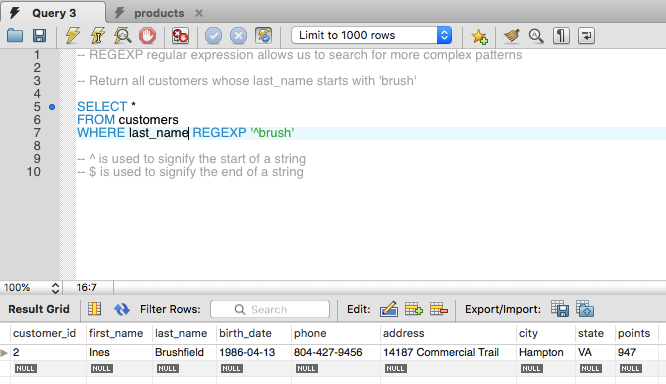 Query 3 products
Limit to 1000 rows
1 -- REGEXP regular expression allows us to search for more complex patterns
2
3 -- Return all customers whose last_name starts with 'brush'
4
5 SELECT *
6 FROM customers
7 WHERE last_name REGEXP '^brush'
8
9 -- ^ is used to signify the start of a string
10 -- $ is used to signify the end of a string
100% 16:7
Result Grid Filter Rows: Search Edit: Export/Import:
customer_id first_name last_name birth_date phone address city state points
2 Ines Brushfield 1986-04-13 804-427-9456 14187 Commercial Trail Hampton VA 947
NULL NULL NULL NULL NULL NULL NULL NULL NULL